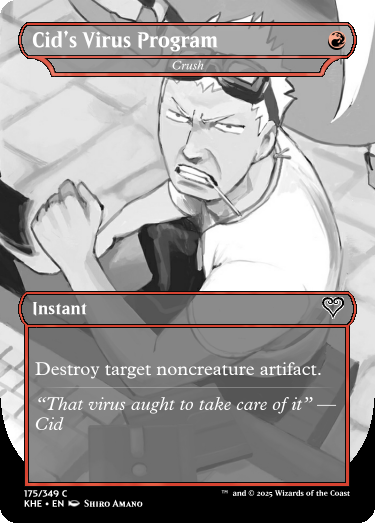 Cid's Virus Program
Crush
Instant
Destroy target noncreature artifact.
“That virus aught to take care of it” —
Cid
175/349 C
KHE • EN Shiro Amano
™ and © 2025 Wizards of the Coast